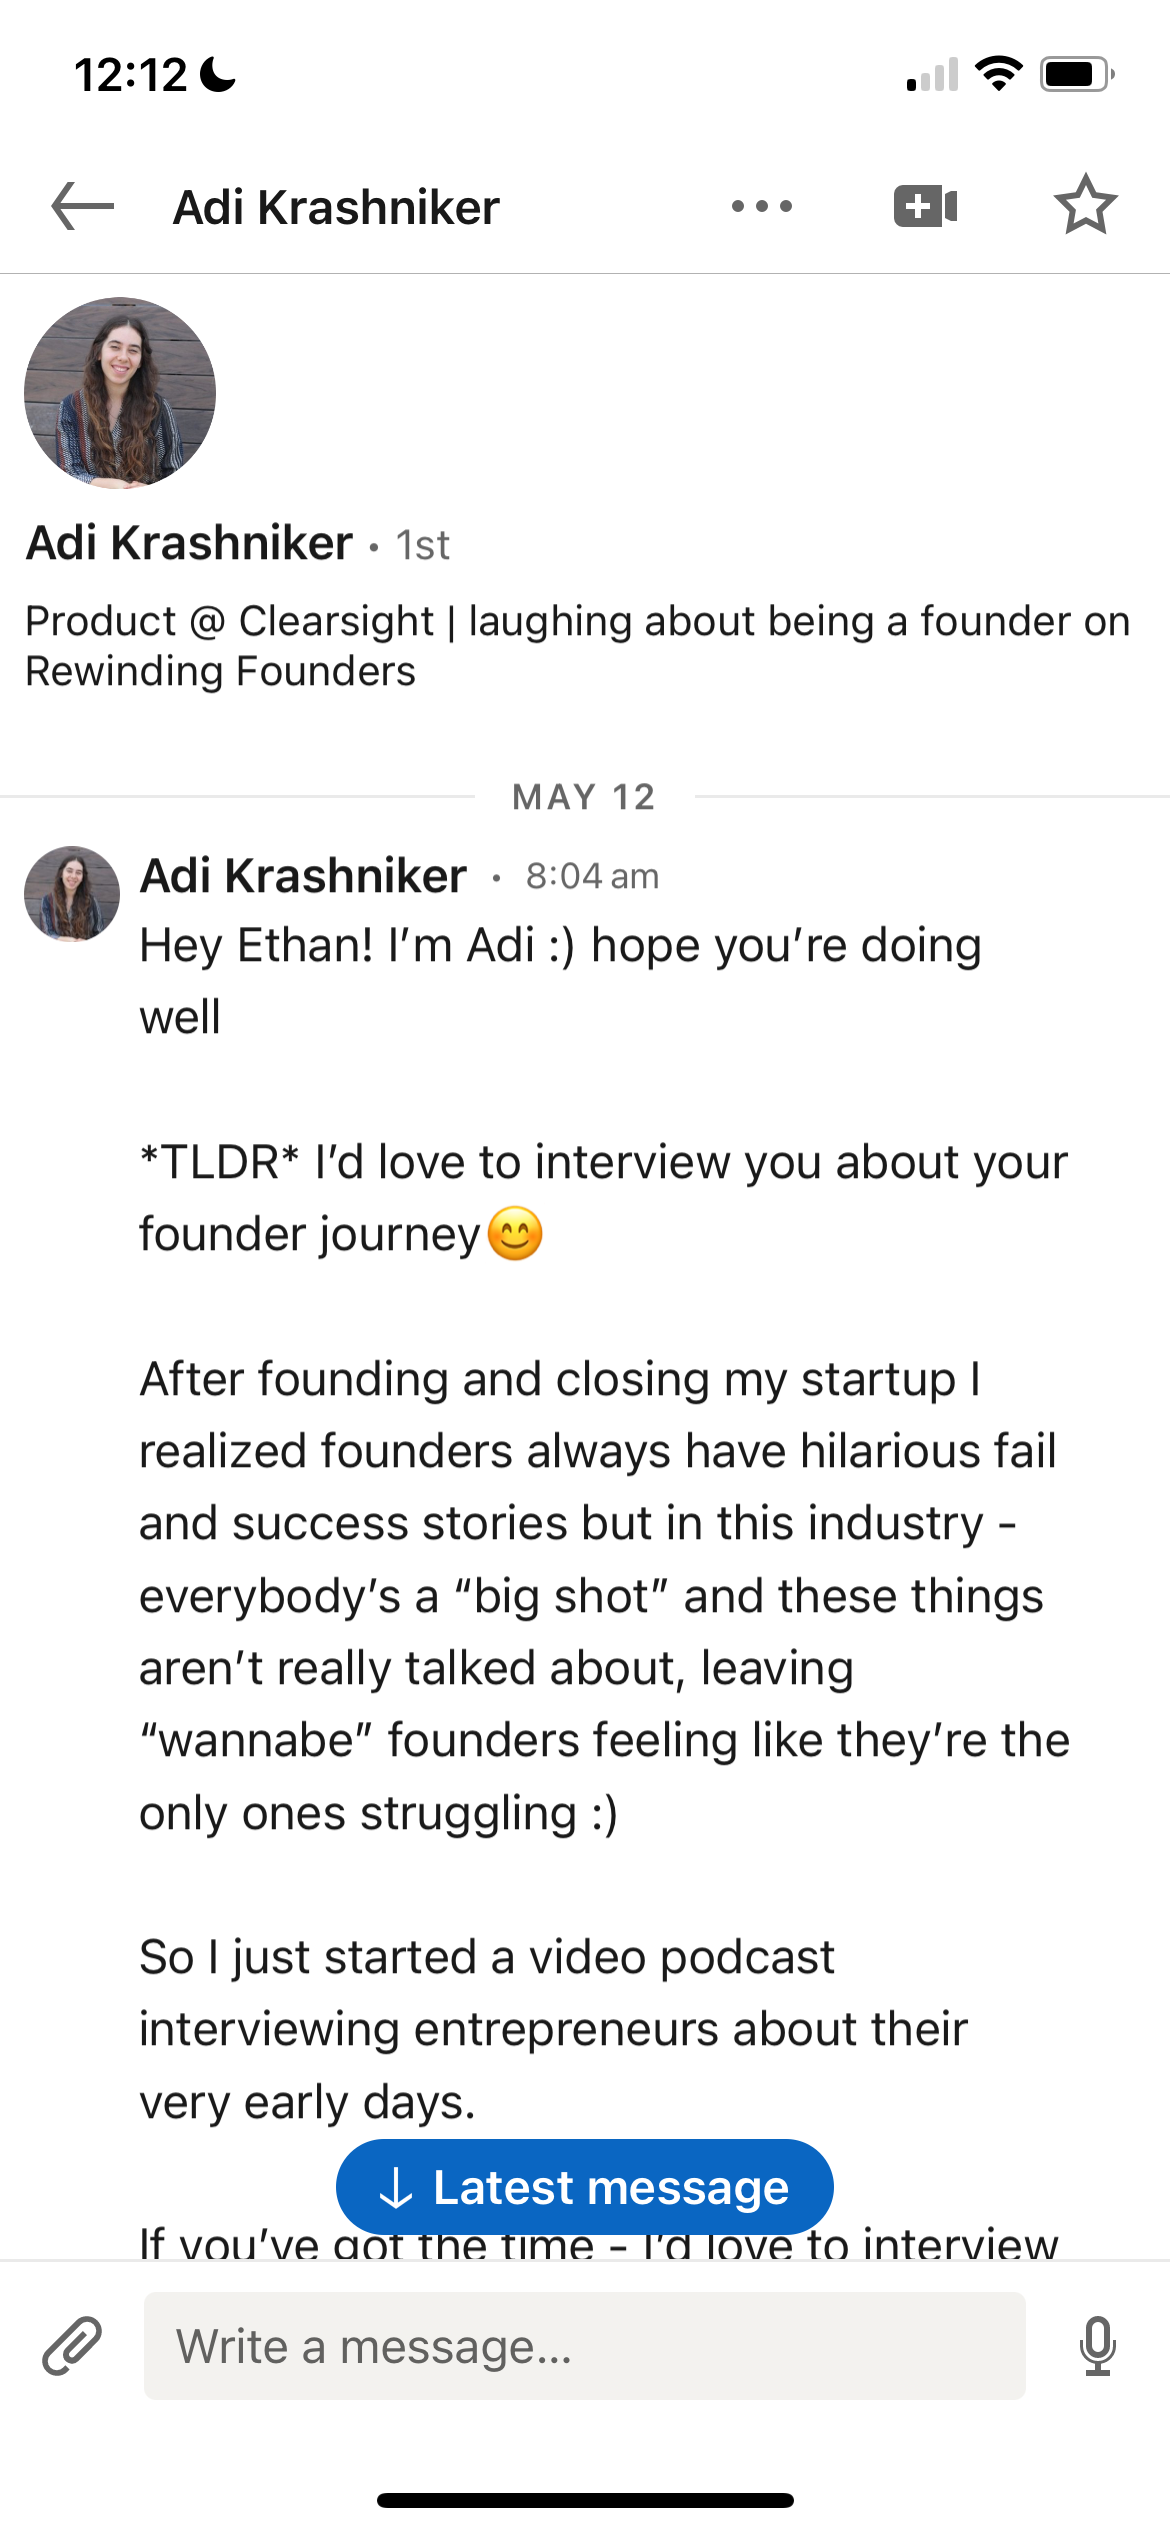 12:12
Adi Krashniker
Adi Krashniker • 1st
Product @ Clearsight | laughing about being a founder on
Rewinding Founders
MAY 12
Adi Krashniker • 8:04 am
Hey Ethan! I’m Adi :) hope you’re doing
well
*TLDR* I’d love to interview you about your
founder journey😊
After founding and closing my startup I
realized founders always have hilarious fail
and success stories but in this industry -
everybody’s a “big shot” and these things
aren’t really talked about, leaving
“wannabe” founders feeling like they’re the
only ones struggling :)
So I just started a video podcast
interviewing entrepreneurs about their
very early days.
↓ Latest message
If you’ve got the time - I’d love to interview
Write a message...